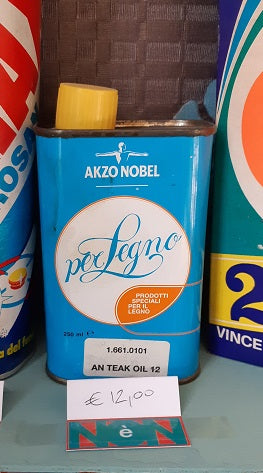 AKZO NOBEL
per Legno
PRODOTTI
SPECIALI
PER IL
LEGNO
250 ml e
1.661.0101
AN TEAK OIL 12
€ 12,00
è
2
VINCE